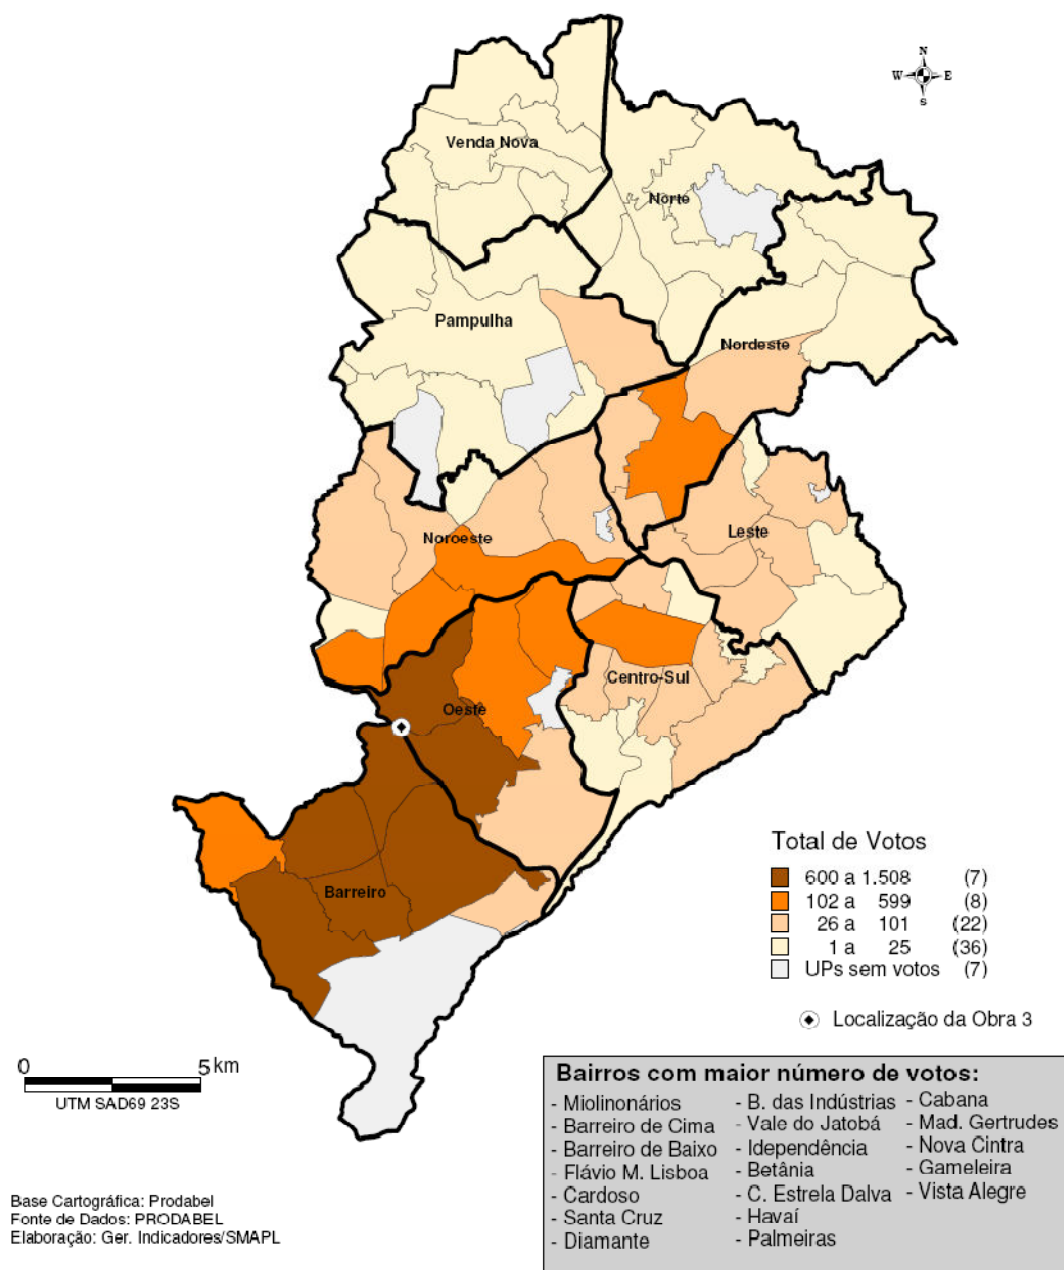 N
W E
S
Venda Nova
Norte
Pampulha
Nordeste
Noroeste
Leste
Centro-Sul
Oeste
Barreiro
Total de Votos
600 a 1.508 (7)
102 a 599 (8)
26 a 101 (22)
1 a 25 (36)
UPs sem votos (7)
Localização da Obra 3
0 5 km
UTM SAD69 23S
Base Cartográfica: Prodabel
Fonte de Dados: PRODABEL
Elaboração: Ger. Indicadores/SMAPL
Bairros com maior número de votos:
- Miolinonários
- Barreiro de Cima
- Barreiro de Baixo
- Flávio M. Lisboa
- Cardoso
- Santa Cruz
- Diamante
- B. das Indústrias
- Vale do Jatobá
- Idependência
- Betânia
- C. Estrela Dalva
- Havaí
- Palmeiras
- Cabana
- Mad. Gertrudes
- Nova Cintra
- Gameleira
- Vista Alegre